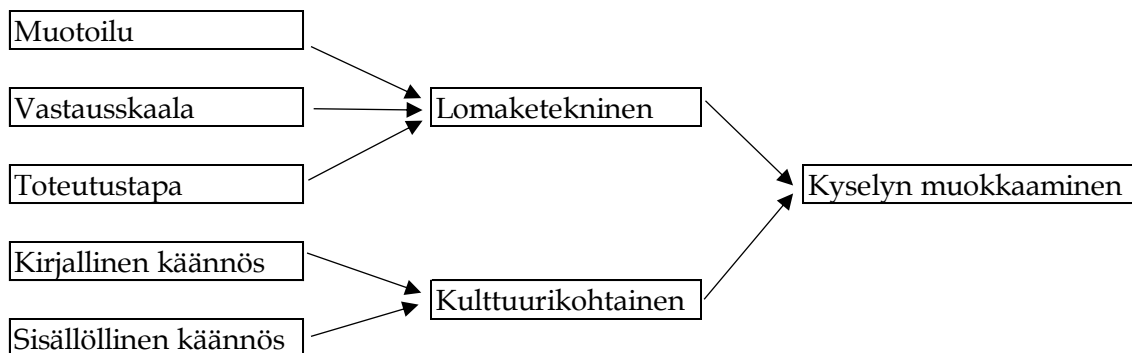 Muotoilu
Vastausskaala
Toteutustapa
Kirjallinen käännös
Sisällöllinen käännös
Lomaketekninen
Kulttuurikohtainen
Kyselyn muokkaaminen